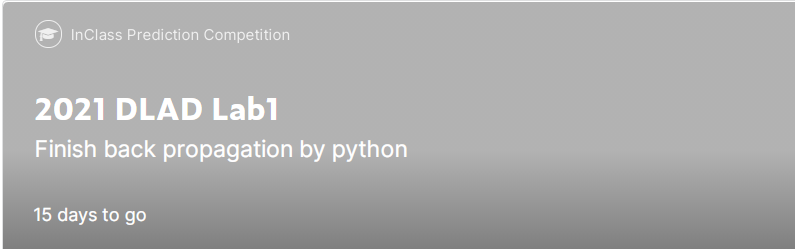 InClass Prediction Competition
2021 DLAD Lab1
Finish back propagation by python
15 days to go